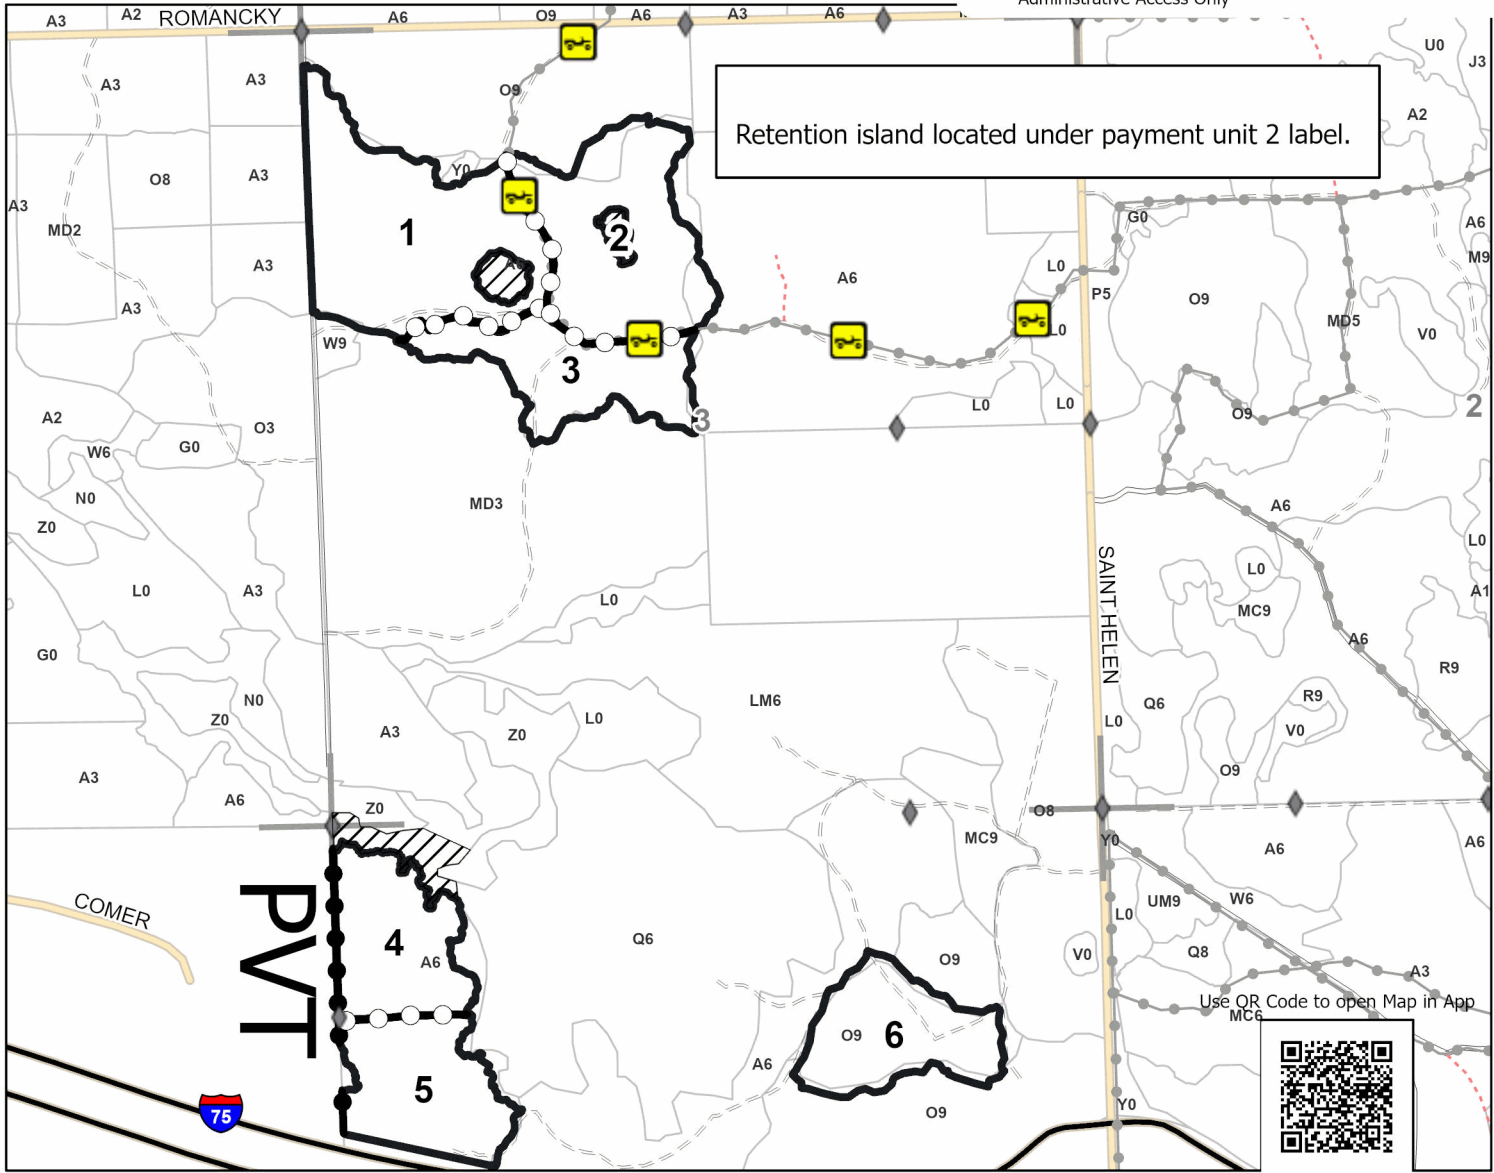 Administrative Access Only
A3
A2
ROMANCKY
A6
O9
A6
A3
A6
U0
J3
A3
A3
O9
A2
Retention island located under payment unit 2 label.
Y0
O8
A3
A3
MD2
G0
A6
1
2
M9
A3
A6
L0
P5
O9
A3
MD5
V0
L0
W9
3
A2
O3
3
L0
L0
O9
2
W6
G0
N0
MD3
A6
Z0
L0
L0
A3
L0
SAINT HELEN
MC9
A1
G0
A6
R9
N0
LM6
Q6
R9
Z0
A3
Z0
L0
L0
V0
A3
O9
A6
Z0
O8
MC9
Y0
A6
A6
COMER
PVT
4
A6
Q6
O9
V0
L0
UM9
W6
Q8
A3
Use QR Code to open Map in App
MC6
O9
6
5
A6
75
O9
Y0